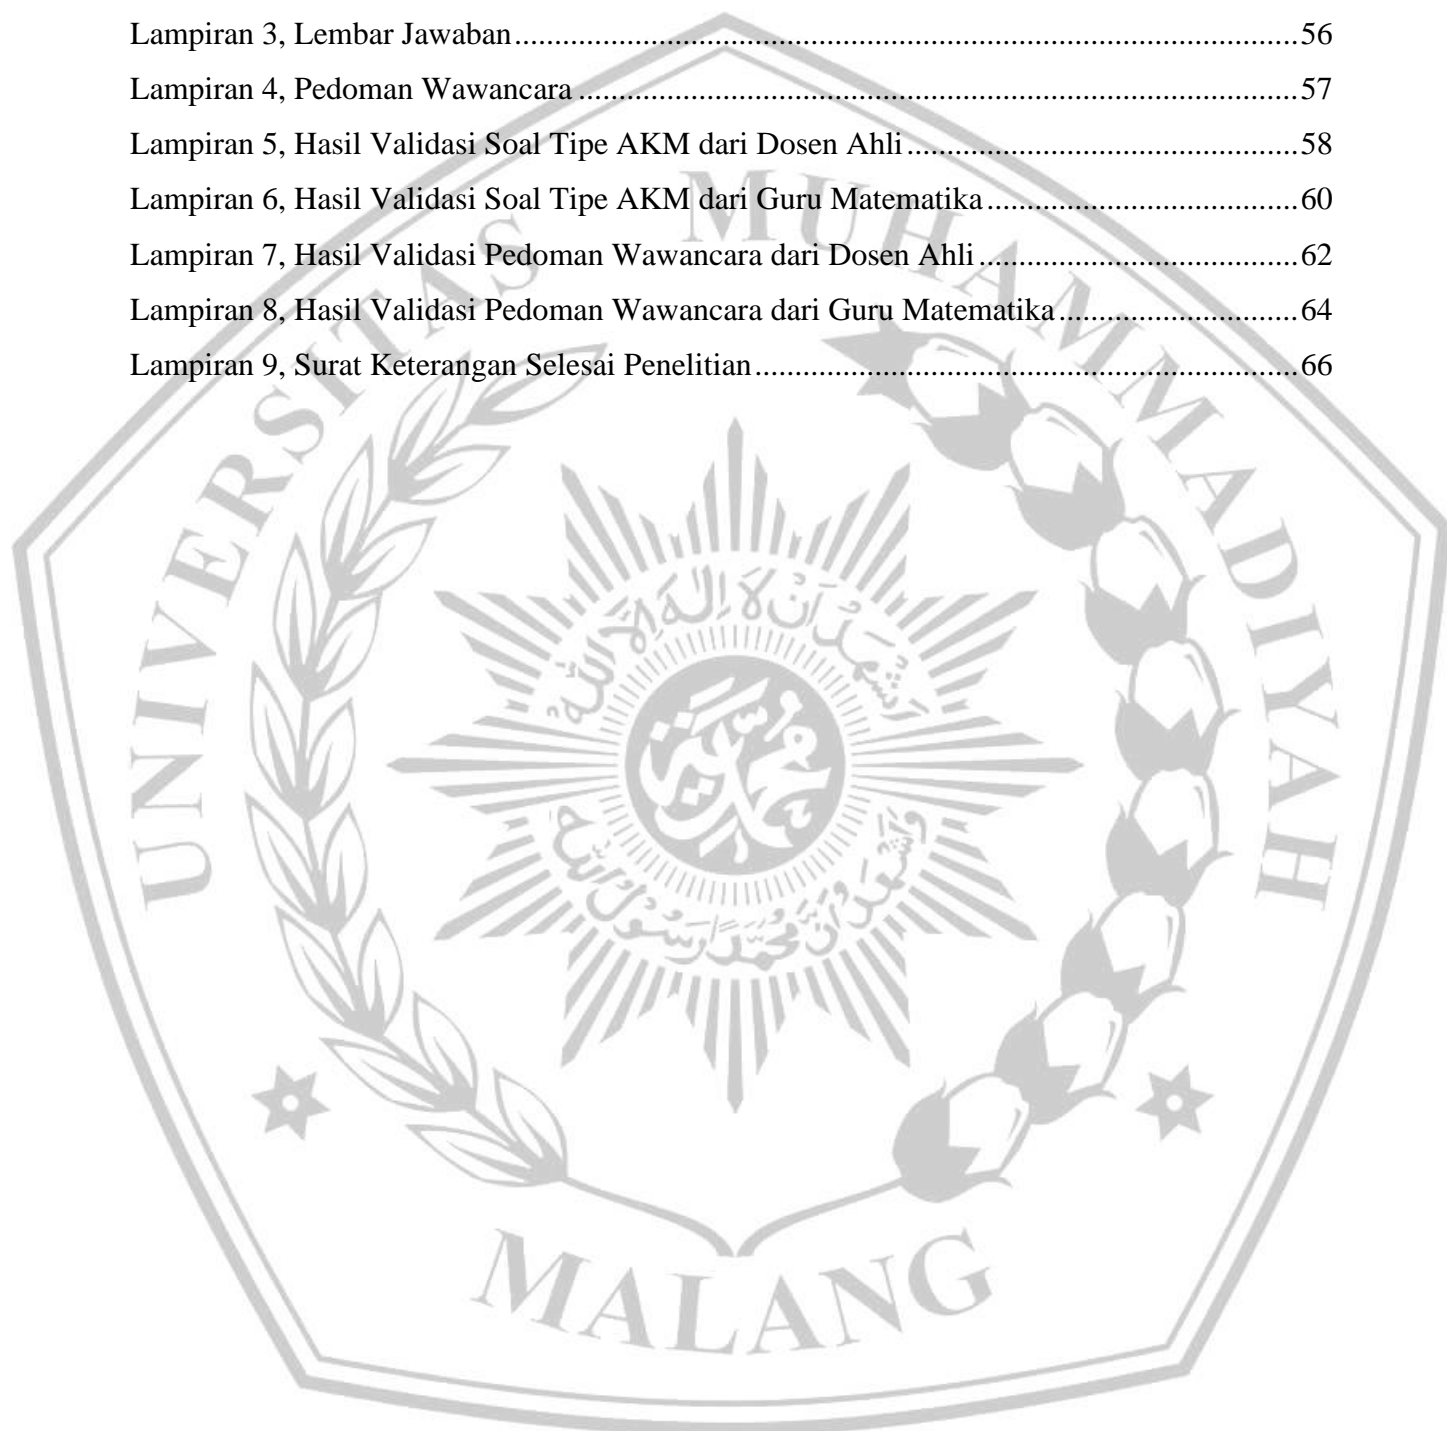 Lampiran 3, Lembar Jawaban....................................................................................................56
Lampiran 4, Pedoman Wawancara............................................................................................57
Lampiran 5, Hasil Validasi Soal Tipe AKM dari Dosen Ahli..................................................58
Lampiran 6, Hasil Validasi Soal Tipe AKM dari Guru Matematika.......................................60
Lampiran 7, Hasil Validasi Pedoman Wawancara dari Dosen Ahli........................................62
Lampiran 8, Hasil Validasi Pedoman Wawancara dari Guru Matematika..............................64
Lampiran 9, Surat Keterangan Selesai Penelitian.....................................................................66
UNIVERSITAS MUHAMMADIYAH
MALANG